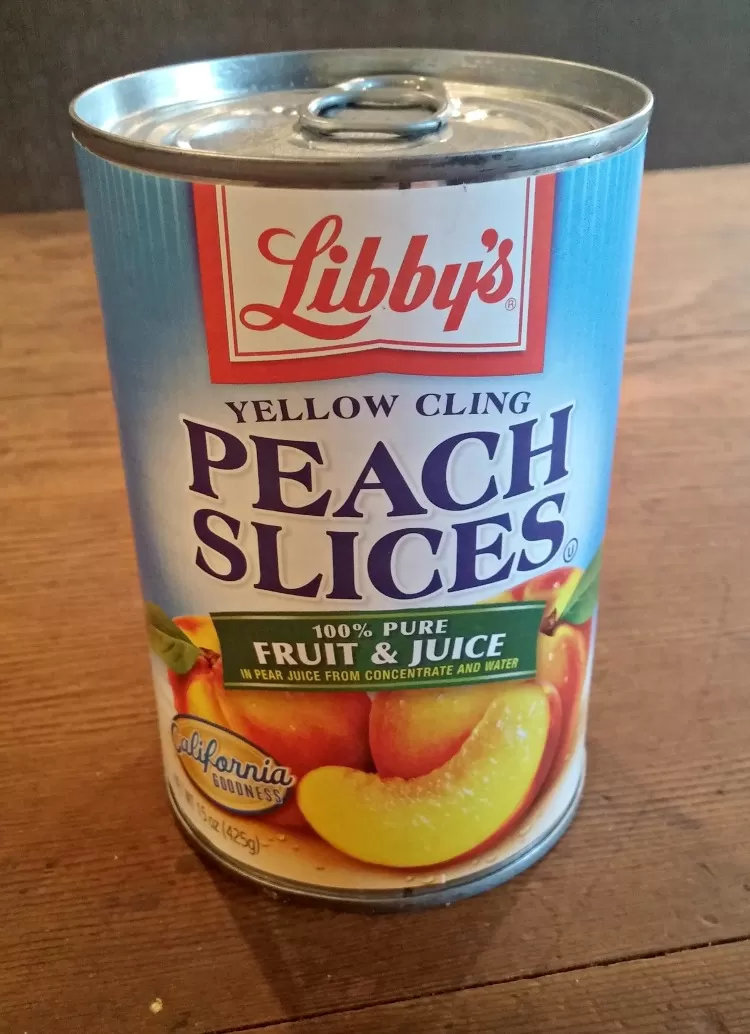 Libby's®
YELLOW CLING
PEACH
SLICES
U
100% PURE
FRUIT & JUICE
IN PEAR JUICE FROM CONCENTRATE AND WATER
California
GOODNESS
WT 15 oz (425g)